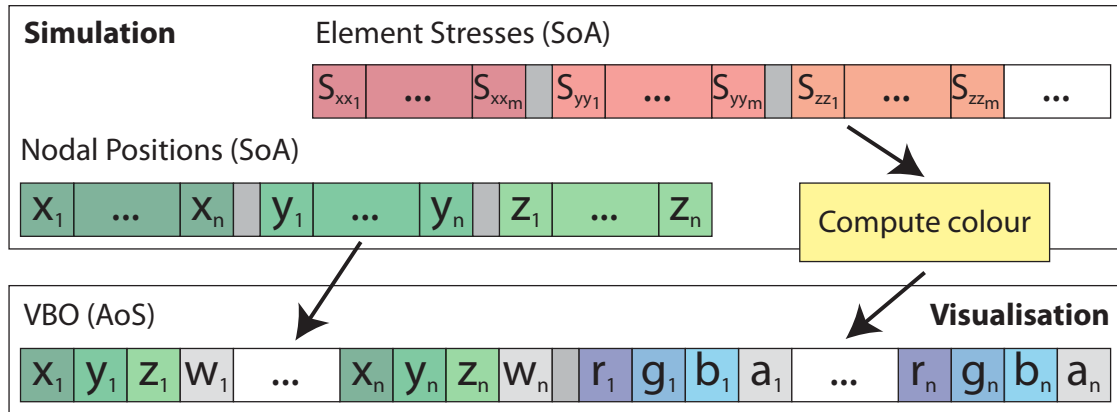 Simulation
Element Stresses (SoA)
Sxx₁ ... Sxxₘ Syy₁ ... Syyₘ Szz₁ ... Szzₘ ...
Nodal Positions (SoA)
x₁ ... xₙ y₁ ... yₙ z₁ ... zₙ
Compute colour
VBO (AoS)
Visualisation
x₁ y₁ z₁ w₁ ... xₙ yₙ zₙ wₙ r₁ g₁ b₁ a₁ ... rₙ gₙ bₙ aₙ